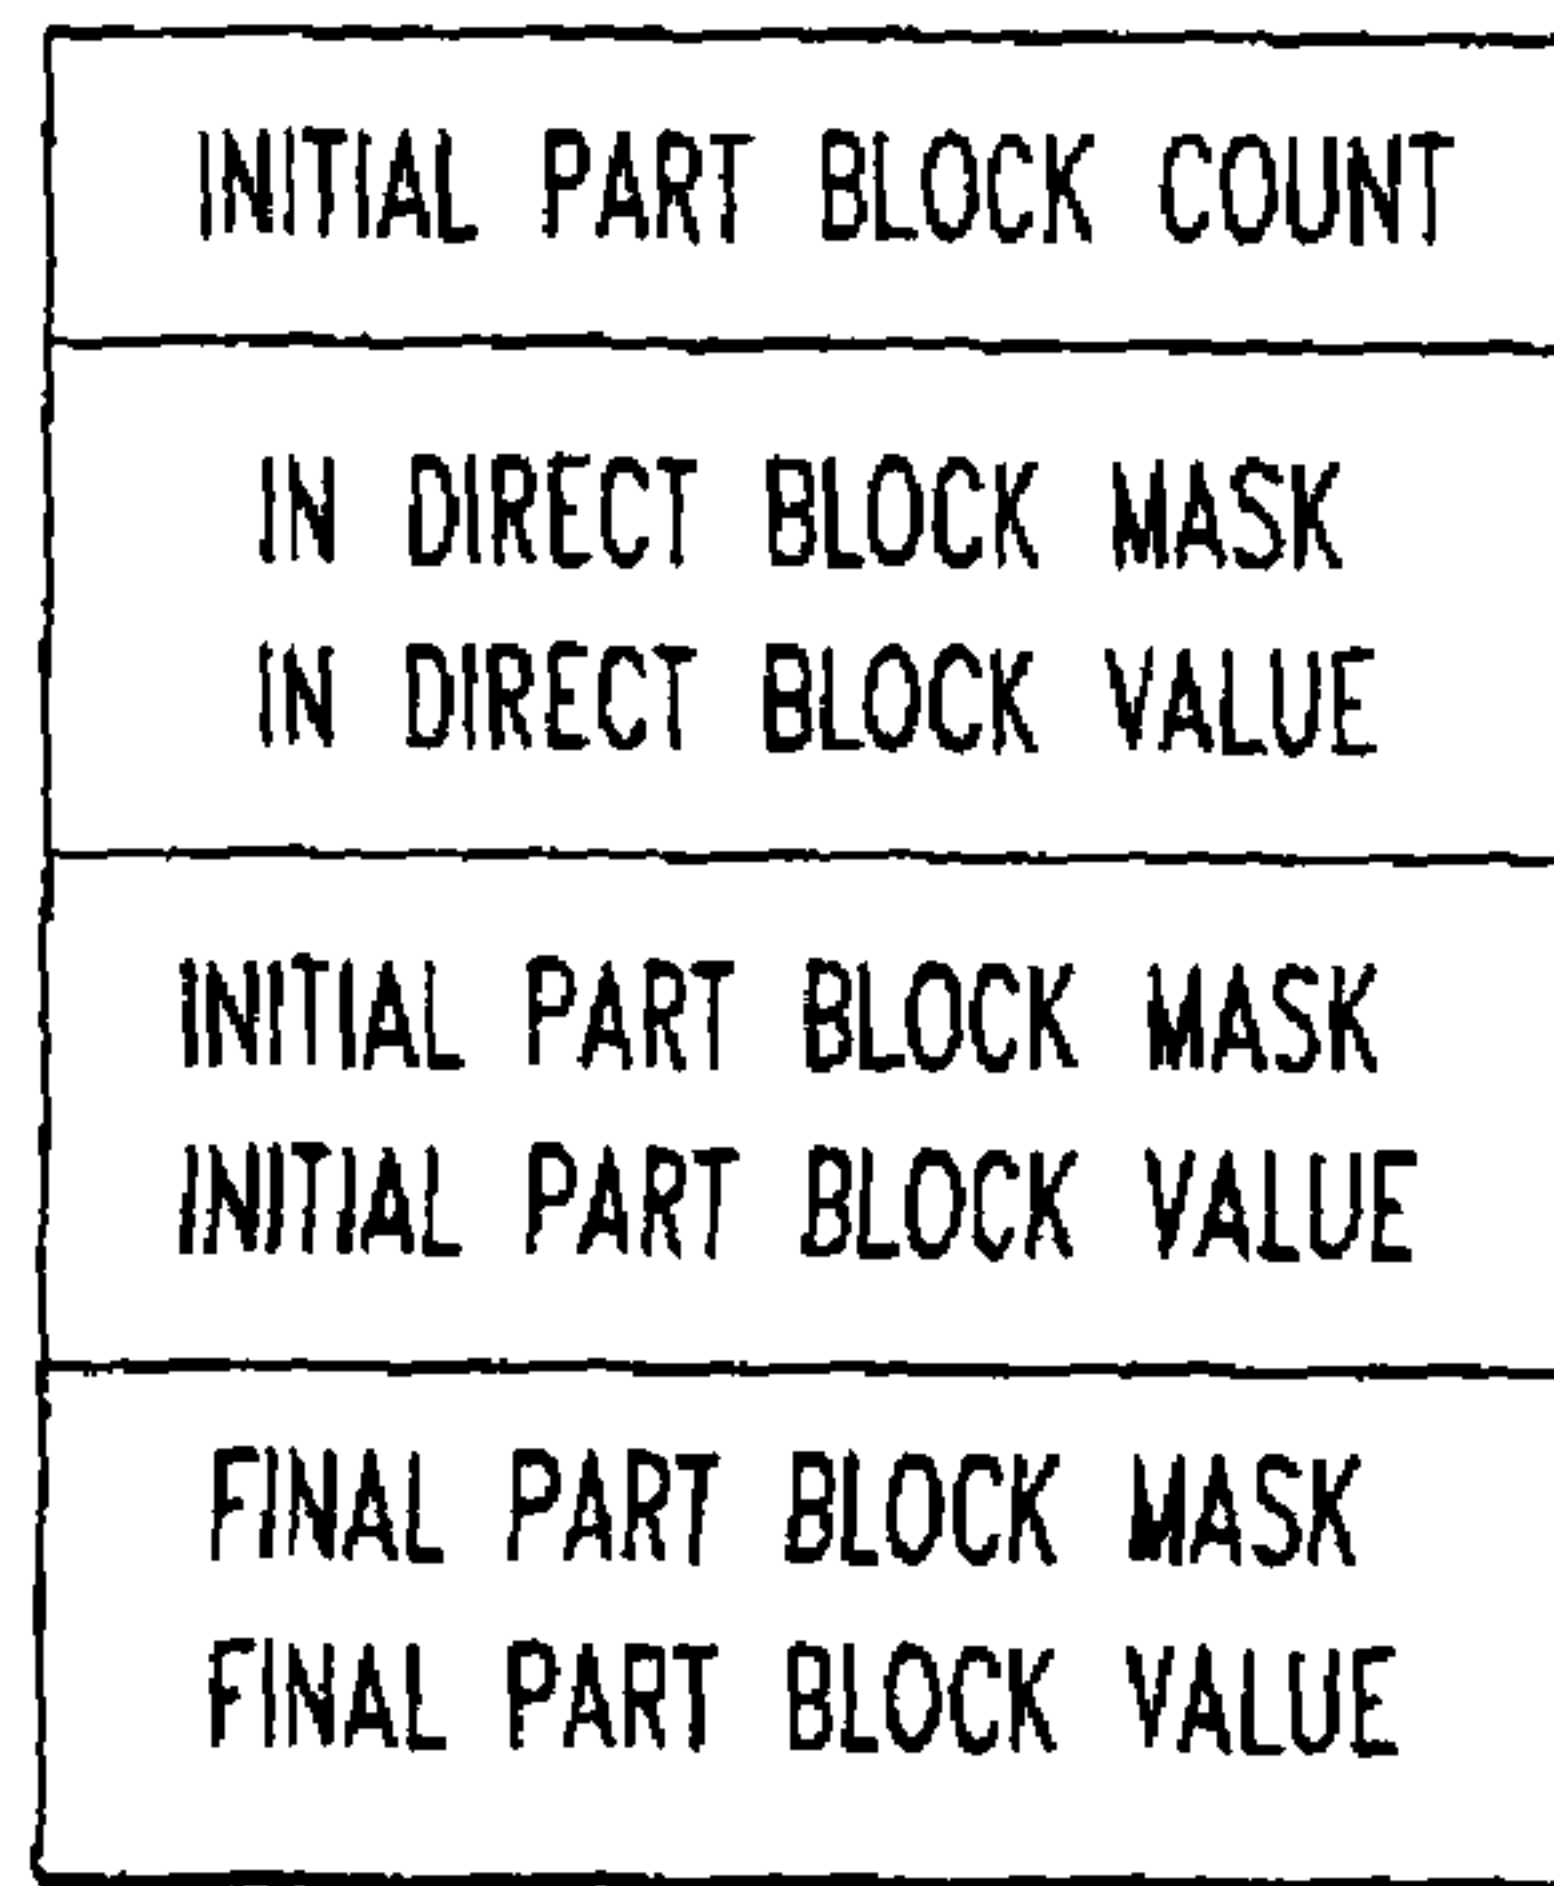 INITIAL PART BLOCK COUNT
IN DIRECT BLOCK MASK
IN DIRECT BLOCK VALUE
INITIAL PART BLOCK MASK
INITIAL PART BLOCK VALUE
FINAL PART BLOCK MASK
FINAL PART BLOCK VALUE